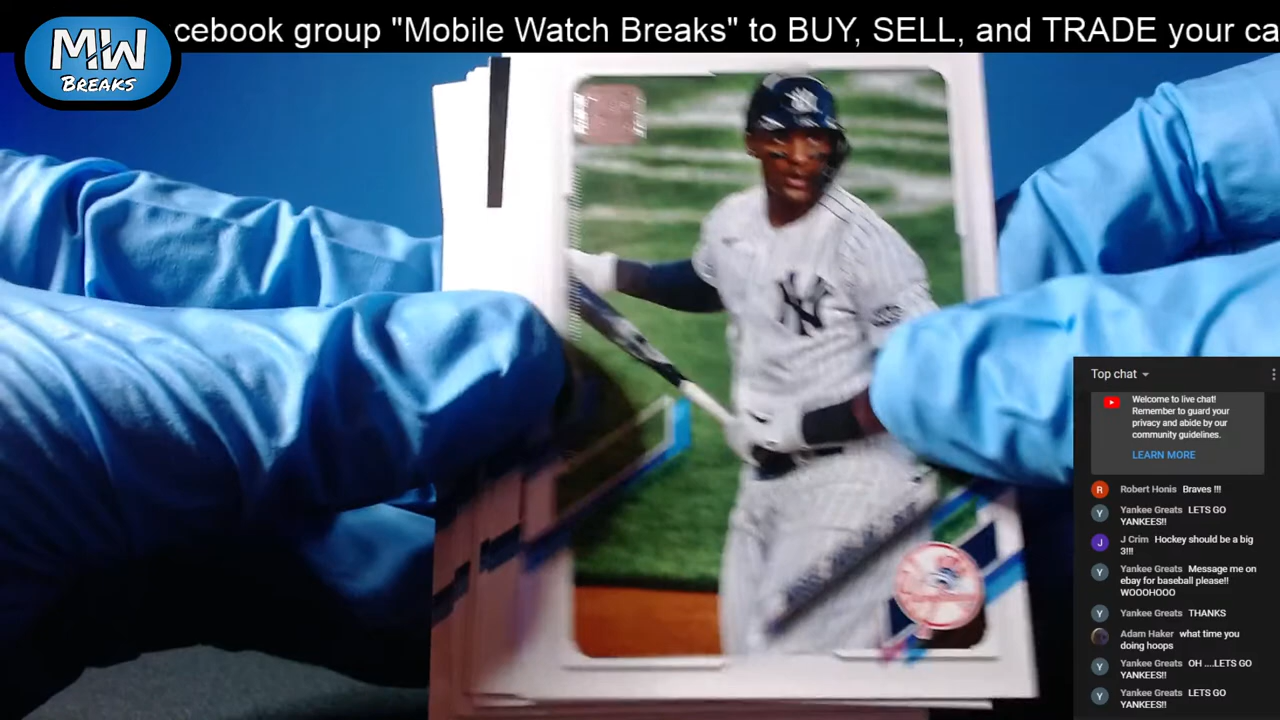 cebook group "Mobile Watch Breaks" to BUY, SELL, and TRADE your ca
MW
BREAKS
NY
Top chat
Welcome to live chat!
Remember to guard your
privacy and abide by our
community guidelines.
LEARN MORE
R Robert Honis Braves !!!
Y Yankee Greats LETS GO
YANKEES!!
J J Crim Hockey should be a big
3!!!
Y Yankee Greats Message me on
ebay for baseball please!!
WOOOHOOO
Y Yankee Greats THANKS
Adam Haker what time you
doing hoops
Y Yankee Greats OH ....LETS GO
YANKEES!!
Y Yankee Greats LETS GO
YANKEES!!